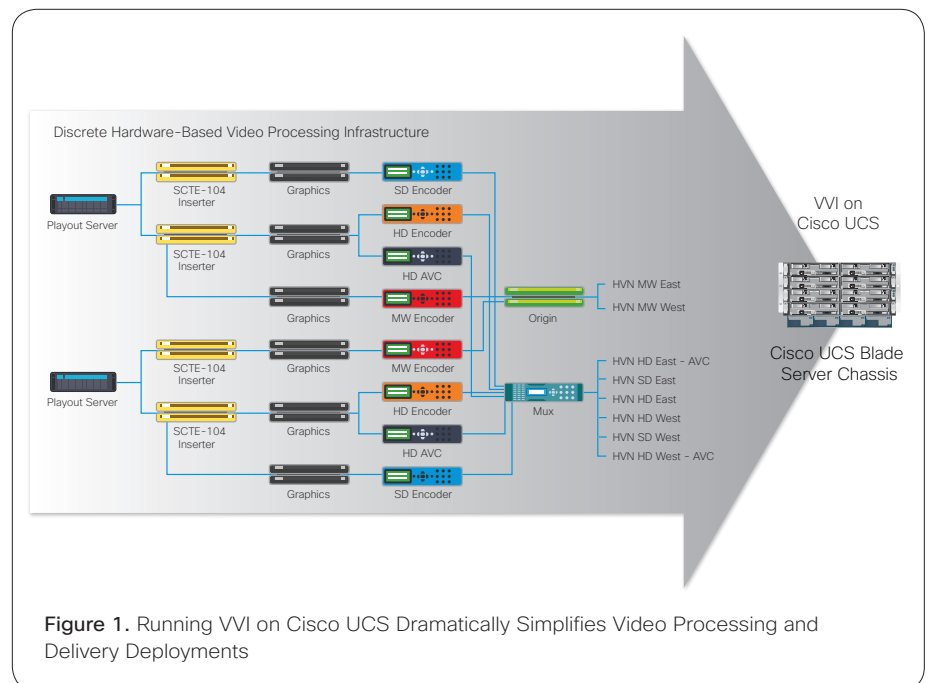 Discrete Hardware-Based Video Processing Infrastructure
Playout Server
SCTE-104
Inserter
Graphics
SD Encoder
SCTE-104
Inserter
Graphics
HD Encoder
HD AVC
Graphics
MW Encoder
Origin
HVN MW East
HVN MW West
Playout Server
SCTE-104
Inserter
Graphics
MW Encoder
SCTE-104
Inserter
Graphics
HD Encoder
HD AVC
Graphics
SD Encoder
Mux
HVN HD East - AVC
HVN SD East
HVN HD East
HVN HD West
HVN SD West
HVN HD West - AVC
VVI on
Cisco UCS
Cisco UCS Blade
Server Chassis
Figure 1. Running VVI on Cisco UCS Dramatically Simplifies Video Processing and
Delivery Deployments